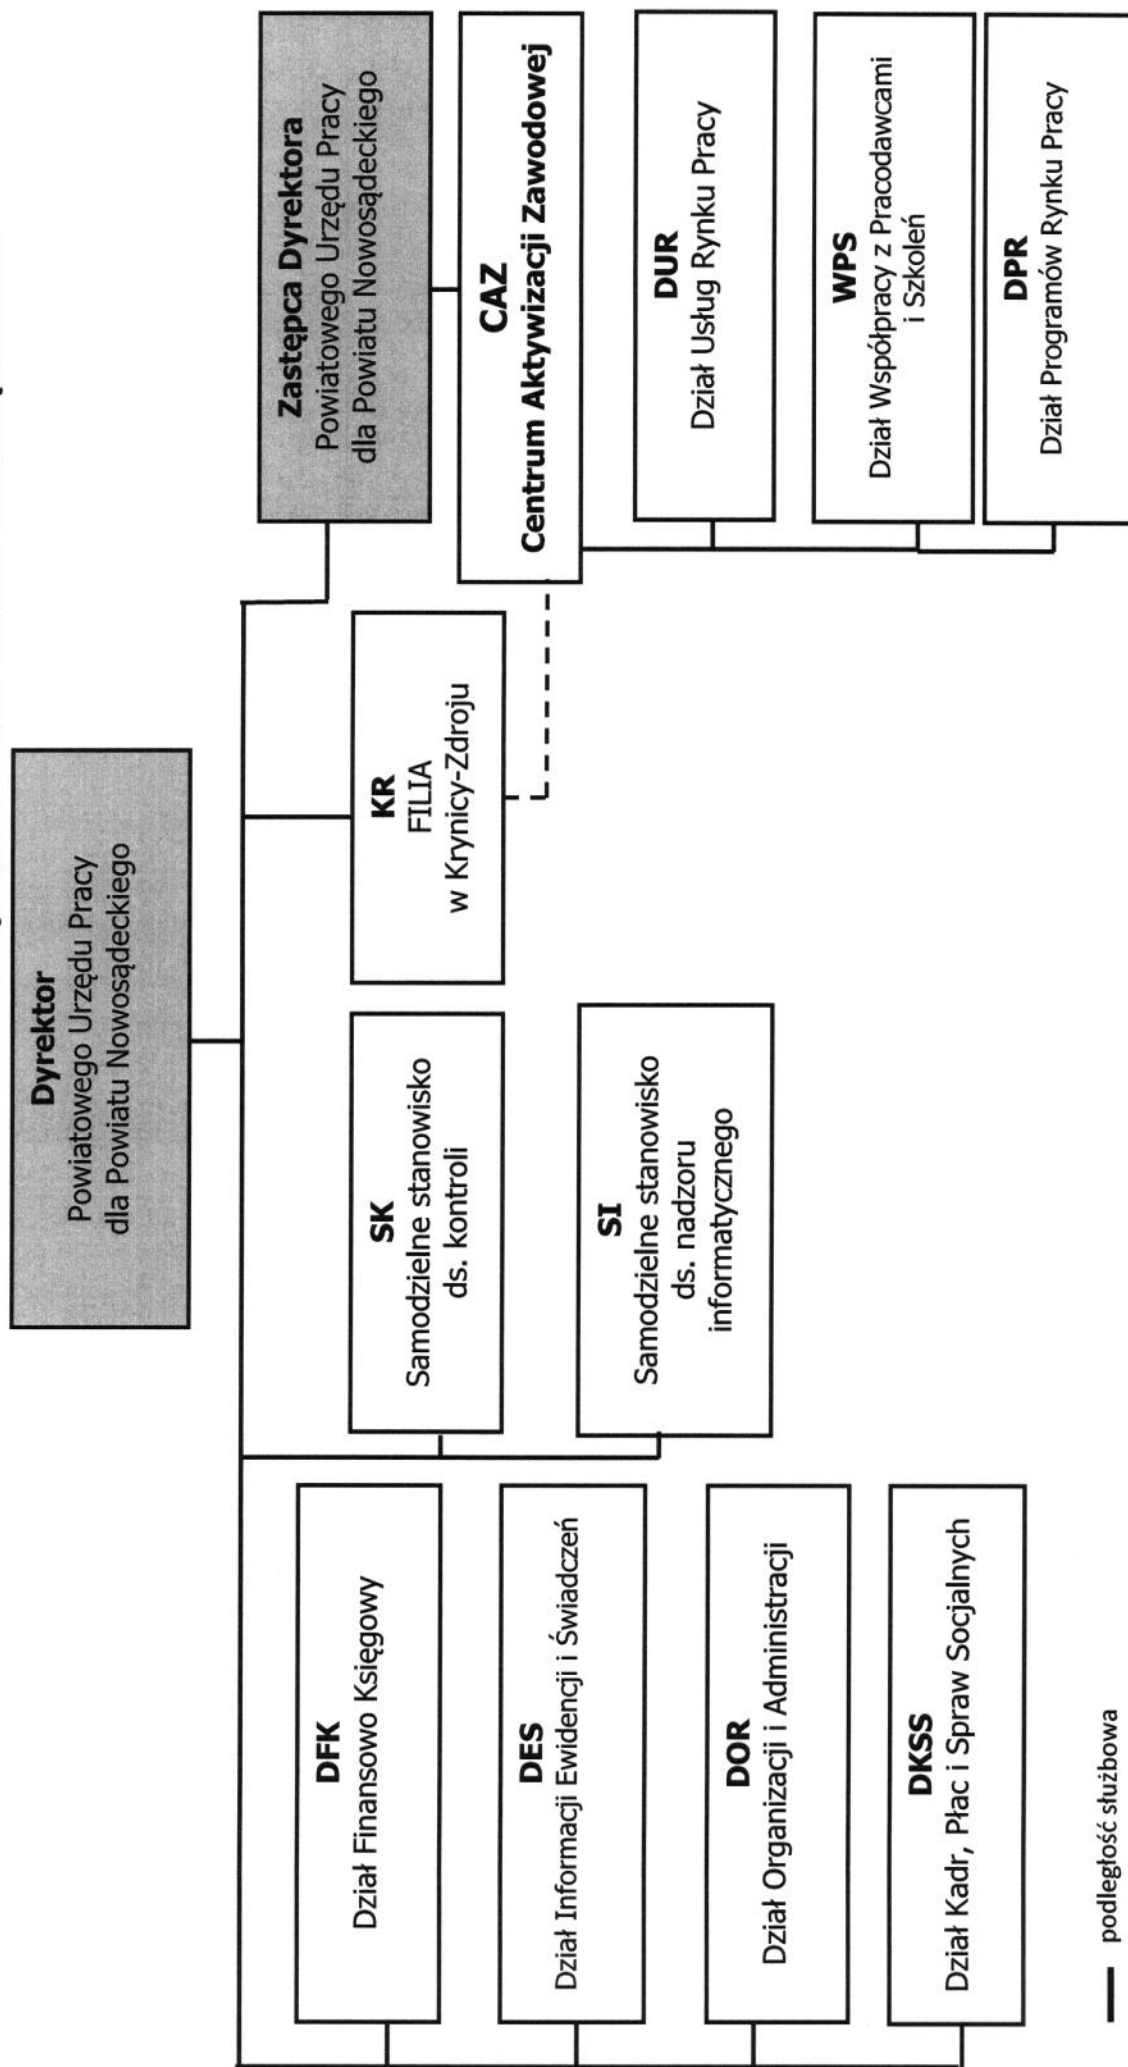 Dyrektor
Powiatowego Urzędu Pracy
dla Powiatu Nowosądeckiego
Zastępca Dyrektora
Powiatowego Urzędu Pracy
dla Powiatu Nowosądeckiego
DFK
Dział Finansowo Księgowy
DES
Dział Informacji Ewidencji i Świadczeń
DOR
Dział Organizacji i Administracji
DKSS
Dział Kadr, Płac i Spraw Socjalnych
SK
Samodzielne stanowisko
ds. kontroli
SI
Samodzielne stanowisko
ds. nadzoru
informatycznego
KR
FILIA
w Krynicy-Zdroju
CAZ
Centrum Aktywizacji Zawodowej
DUR
Dział Usług Rynku Pracy
WPS
Dział Współpracy z Pracodawcami
i Szkoleń
DPR
Dział Programów Rynku Pracy
podległość służbowa